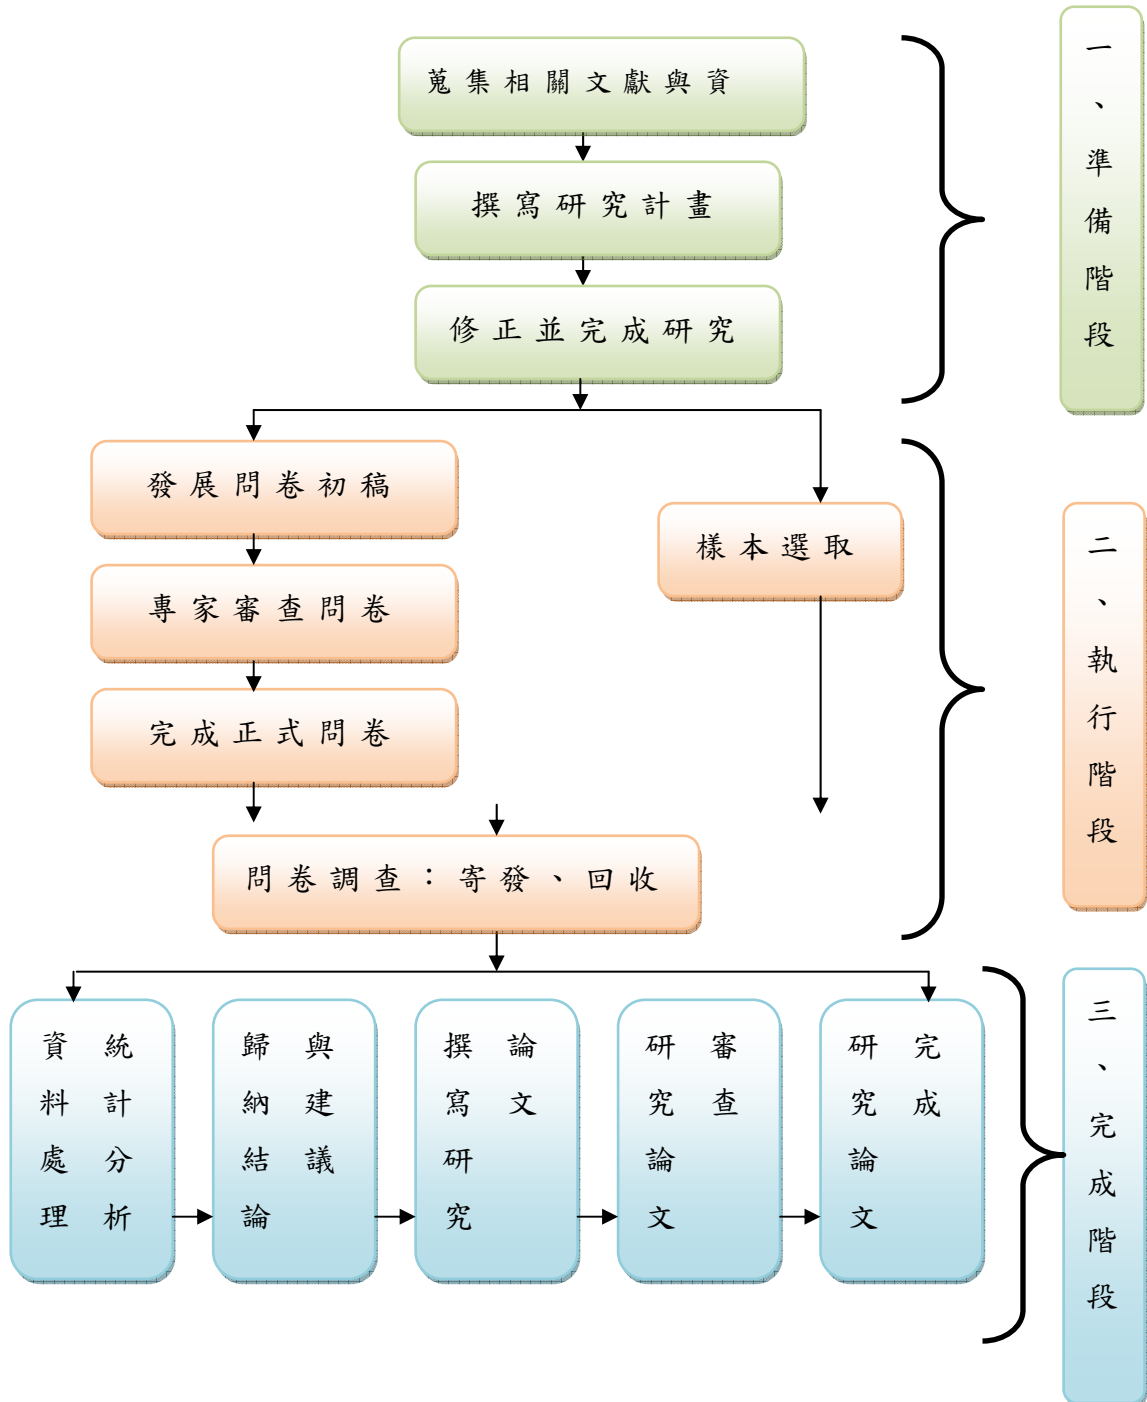 蒐集相關文獻與資
撰寫研究計畫
修正並完成研究
一、準備階段
發展問卷初稿
樣本選取
專家審查問卷
完成正式問卷
問卷調查：寄發、回收
二、執行階段
資料處理
統計分析
歸納結論
與建議
撰寫研究
論文
研究論文
審查
研究論文
完成
三、完成階段